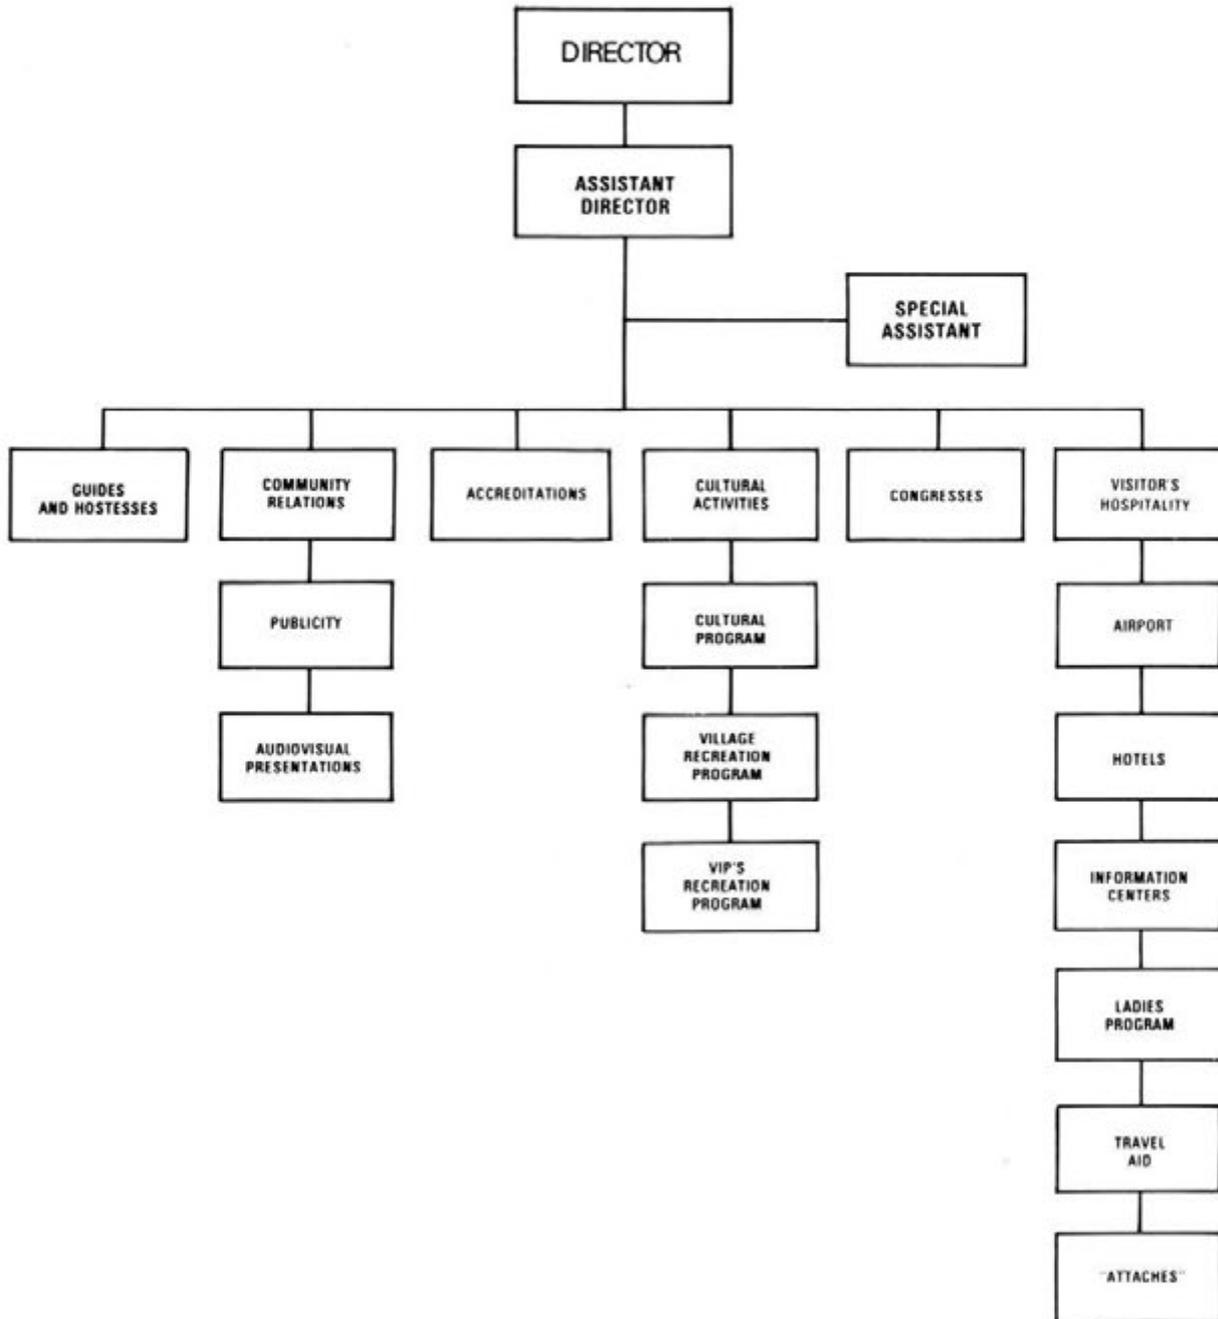 DIRECTOR
ASSISTANT
DIRECTOR
SPECIAL
ASSISTANT
GUIDES
AND HOSTESSES
COMMUNITY
RELATIONS
ACCREDITATIONS
CULTURAL
ACTIVITIES
CONGRESSES
VISITOR'S
HOSPITALITY
PUBLICITY
CULTURAL
PROGRAM
AIRPORT
AUDIOVISUAL
PRESENTATIONS
VILLAGE
RECREATION
PROGRAM
HOTELS
VIP'S
RECREATION
PROGRAM
INFORMATION
CENTERS
LADIES
PROGRAM
TRAVEL
AID
"ATTACHES"